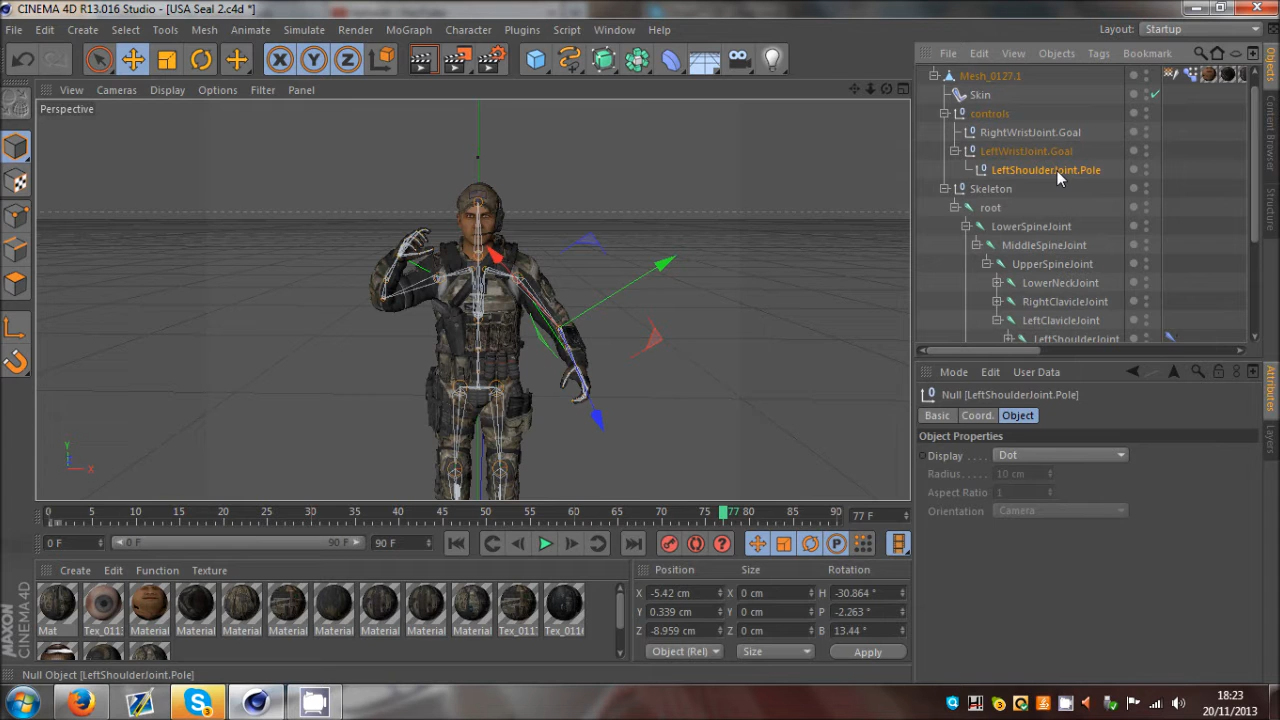 CINEMA 4D R13.016 Studio - [USA Seal 2.c4d *]
File Edit Create Select Tools Mesh Animate Simulate Render MoGraph Character Plugins Script Window Help
Layout: Startup
File Edit View Objects Tags Bookmark
View Cameras Display Options Filter Panel
Perspective
Mesh_0127.1
Skin
controls
RightWristJoint.Goal
LeftWristJoint.Goal
LeftShoulderJoint.Pole
Skeleton
root
LowerSpineJoint
MiddleSpineJoint
UpperSpineJoint
LowerNeckJoint
RightClavicleJoint
LeftClavicleJoint
LeftShoulderJoint
Objects
Content Browser
Structure
Y
X
Mode Edit User Data
Null [LeftShoulderJoint.Pole]
Basic Coord. Object
Object Properties
Display Dot
Radius 10 cm
Aspect Ratio 1
Orientation Camera
Attributes
Layers
0 5 10 15 20 25 30 35 40 45 50 55 60 65 70 75 77 80 85 90 77 F
0 F 0 F 90 F 90 F
Create Edit Function Texture
Mat Material Material Material Material Material Material Material
Position Size Rotation
X -5.42 cm X 0 cm H -30.864 °
Y 0.339 cm Y 0 cm P -2.263 °
Z -8.959 cm Z 0 cm B 13.44 °
Object (Rel) Size Apply
MAXON CINEMA 4D
Null Object [LeftShoulderJoint.Pole]
18:23
20/11/2013